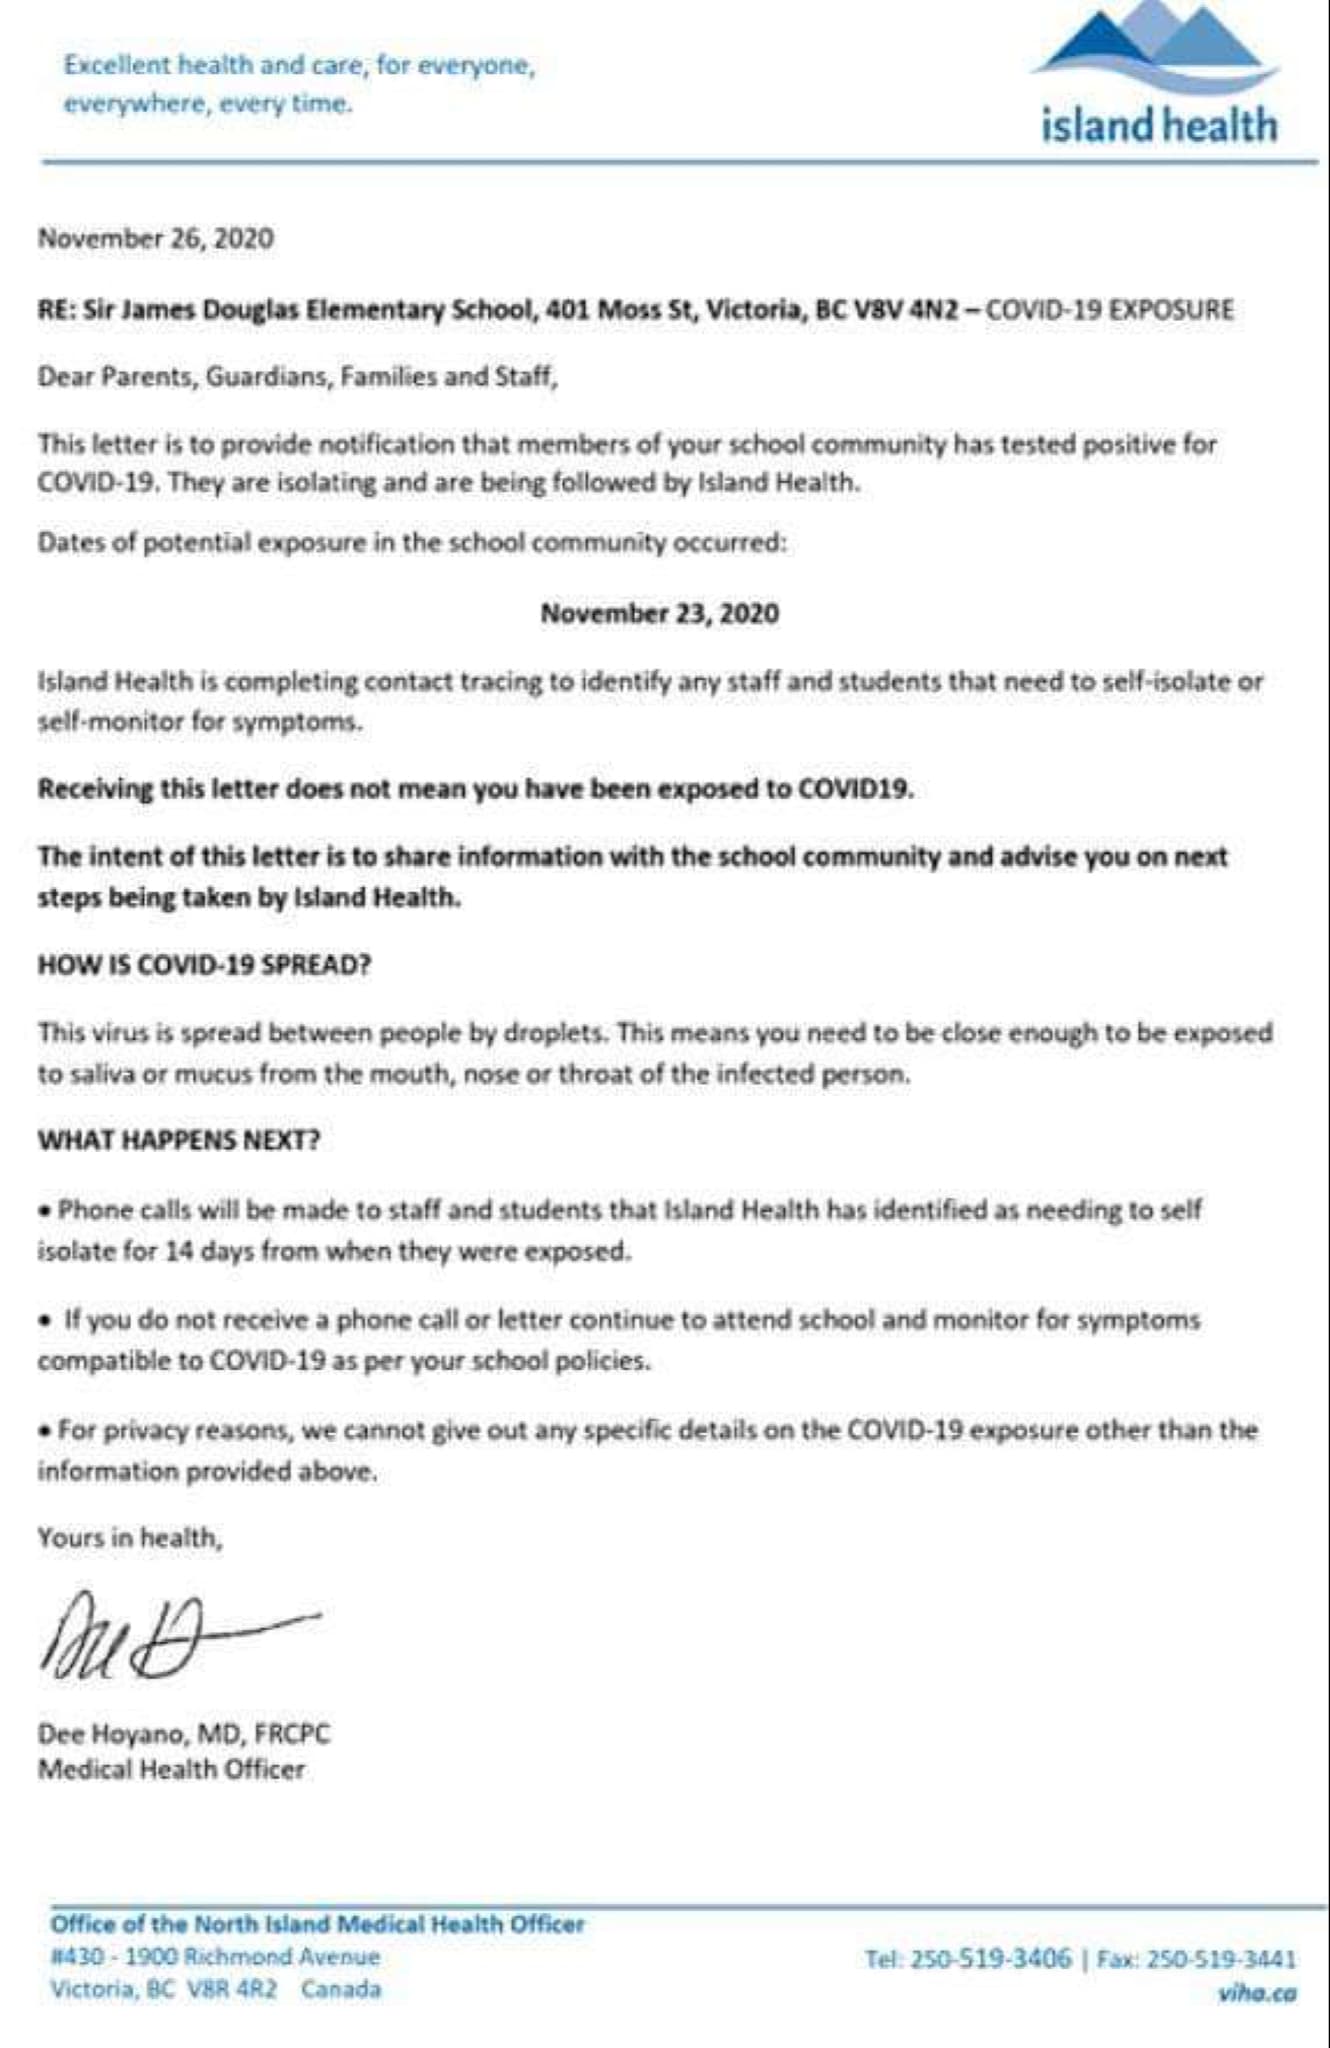 Excellent health and care, for everyone,
everywhere, every time.
island health
November 26, 2020
RE: Sir James Douglas Elementary School, 401 Moss St, Victoria, BC V8V 4N2 – COVID-19 EXPOSURE
Dear Parents, Guardians, Families and Staff,
This letter is to provide notification that members of your school community has tested positive for
COVID-19. They are isolating and are being followed by Island Health.
Dates of potential exposure in the school community occurred:
November 23, 2020
Island Health is completing contact tracing to identify any staff and students that need to self-isolate or
self-monitor for symptoms.
Receiving this letter does not mean you have been exposed to COVID19.
The intent of this letter is to share information with the school community and advise you on next
steps being taken by Island Health.
HOW IS COVID-19 SPREAD?
This virus is spread between people by droplets. This means you need to be close enough to be exposed
to saliva or mucus from the mouth, nose or throat of the infected person.
WHAT HAPPENS NEXT?
• Phone calls will be made to staff and students that Island Health has identified as needing to self
isolate for 14 days from when they were exposed.
• If you do not receive a phone call or letter continue to attend school and monitor for symptoms
compatible to COVID-19 as per your school policies.
• For privacy reasons, we cannot give out any specific details on the COVID-19 exposure other than the
information provided above.
Yours in health,
Dee Hoyano, MD, FRCPC
Medical Health Officer
Office of the North Island Medical Health Officer
#430 - 1900 Richmond Avenue
Victoria, BC V8R 4R2 Canada
Tel: 250-519-3406 | Fax: 250-519-3441
viha.ca